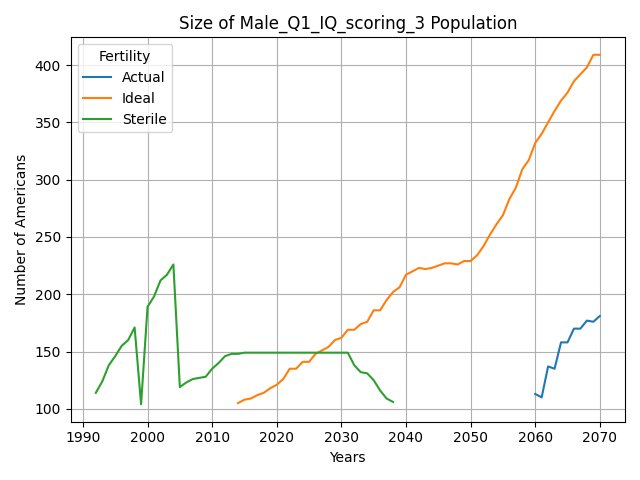 Size of Male_Q1_IQ_scoring_3 Population
Fertility
Actual
Ideal
Sterile
Number of Americans
400
350
300
250
200
150
100
1990
2000
2010
2020
2030
2040
2050
2060
2070
Years